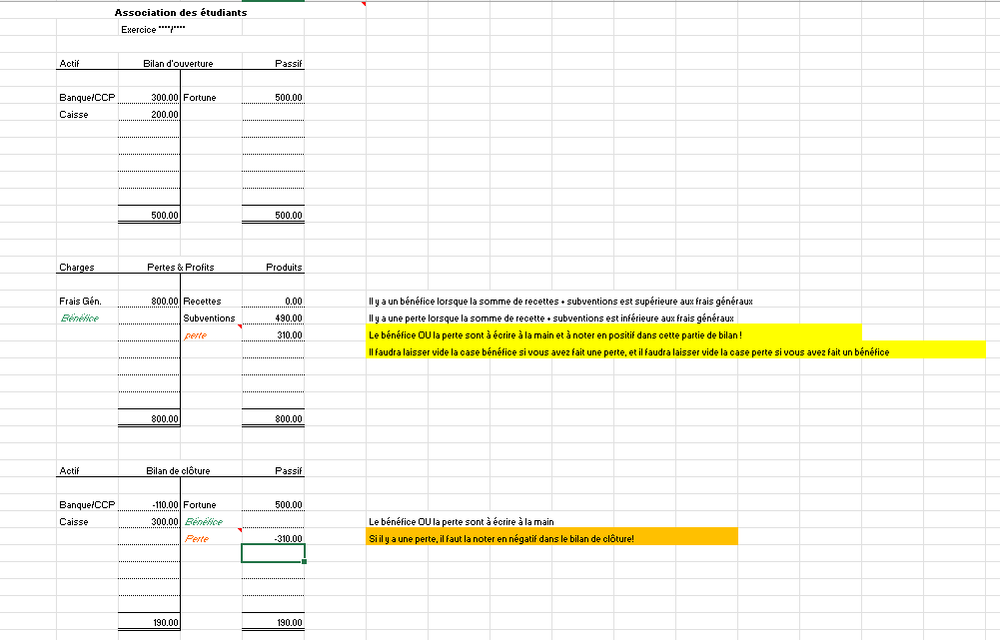 Association des étudiants
Exercice ****/****
Actif Bilan d'ouverture Passif
Banque/CCP 300.00 Fortune 500.00
Caisse 200.00
500.00 500.00
Charges Pertes & Profits Produits
Frais Gén. 800.00 Recettes 0.00 Il y a un bénéfice lorsque la somme de recettes + subventions est supérieure aux frais généraux
Bénéfice Subventions 490.00 Il y a une perte lorsque la somme de recette + subventions est inférieure aux frais généraux
perte 310.00 Le bénéfice OU la perte sont à écrire à la main et à noter en positif dans cette partie de bilan !
Il faudra laisser vide la case bénéfice si vous avez fait une perte, et il faudra laisser vide la case perte si vous avez fait un bénéfice
800.00 800.00
Actif Bilan de clôture Passif
Banque/CCP -110.00 Fortune 500.00
Caisse 300.00 Bénéfice Le bénéfice OU la perte sont à écrire à la main
Perte -310.00 Si il y a une perte, il faut la noter en négatif dans le bilan de clôture!
190.00 190.00